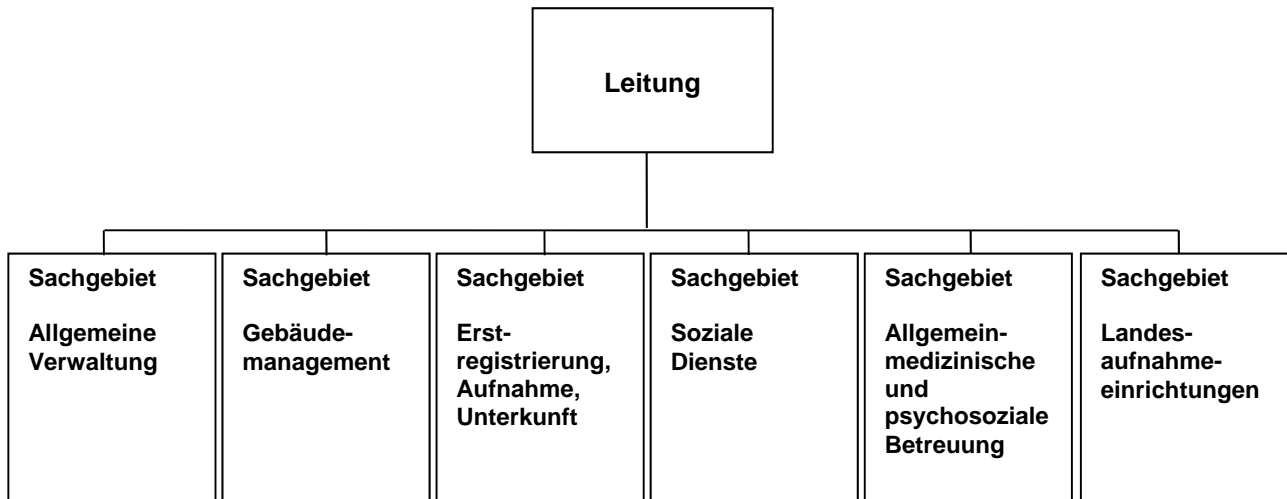 Leitung
Sachgebiet
Allgemeine
Verwaltung
Sachgebiet
Gebäude-
management
Sachgebiet
Erst-
registrierung,
Aufnahme,
Unterkunft
Sachgebiet
Soziale
Dienste
Sachgebiet
Allgemein-
medizinische
und
psychosoziale
Betreuung
Sachgebiet
Landes-
aufnahme-
einrichtungen